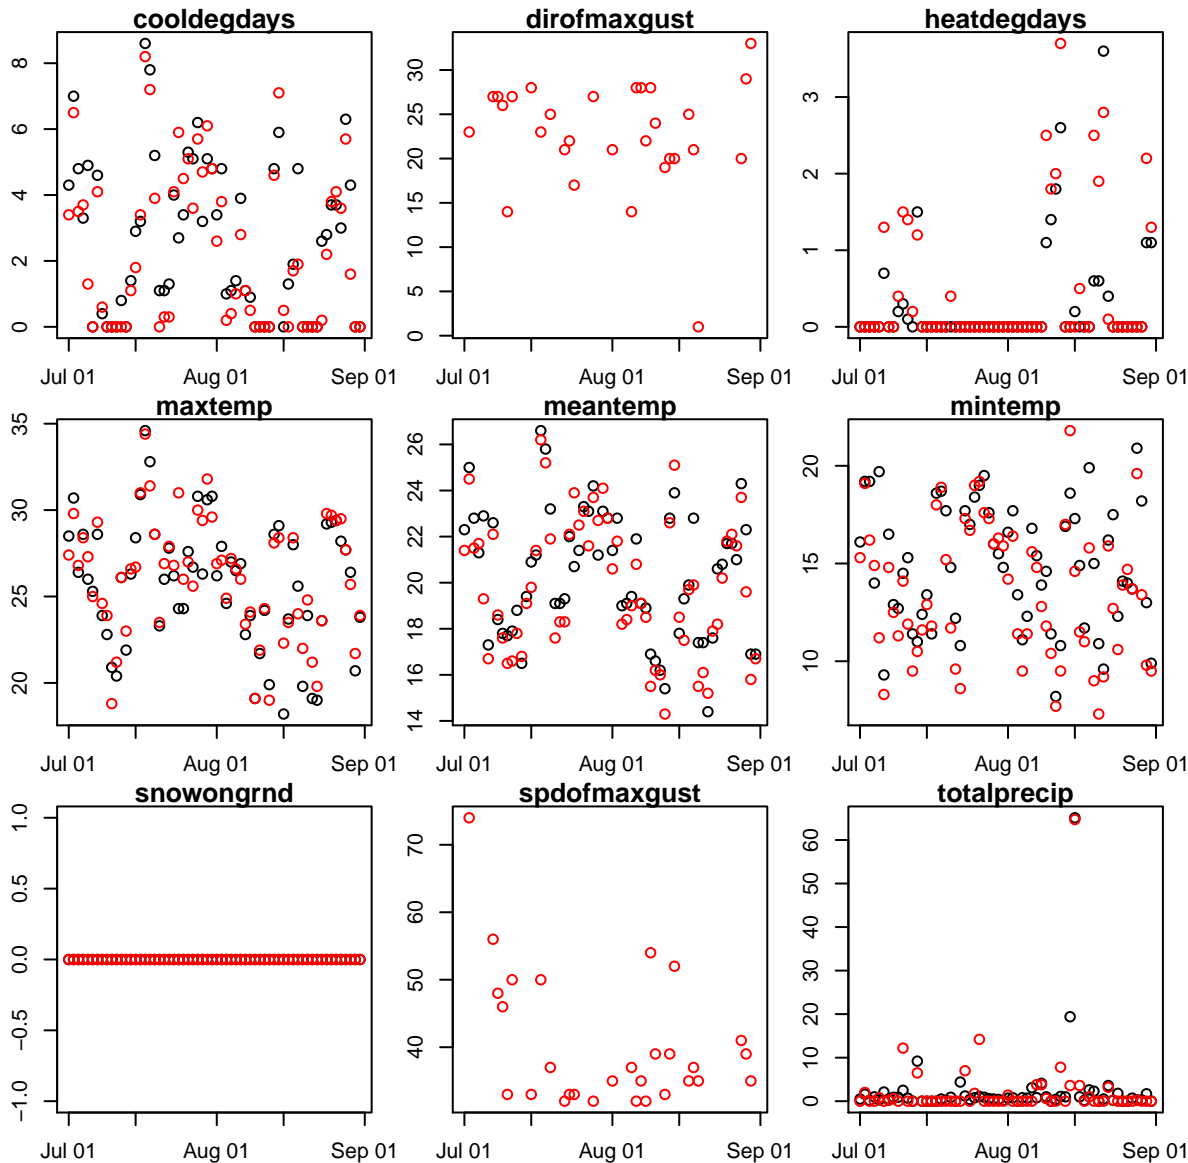 cooldegdays dirofmaxgust heatdegdays
0 2 4 6 8
0 5 10 15 20 25 30
0 1 2 3
Jul 01 Aug 01 Sep 01 Jul 01 Aug 01 Sep 01 Jul 01 Aug 01 Sep 01
maxtemp meantemp mintemp
20 25 30 35
14 16 18 20 22 24 26
10 15 20
Jul 01 Aug 01 Sep 01 Jul 01 Aug 01 Sep 01 Jul 01 Aug 01 Sep 01
snowongrnd spdofmaxgust totalprecip
−1.0 −0.5 0.0 0.5 1.0
40 50 60 70
0 10 20 30 40 50 60
Jul 01 Aug 01 Sep 01 Jul 01 Aug 01 Sep 01 Jul 01 Aug 01 Sep 01